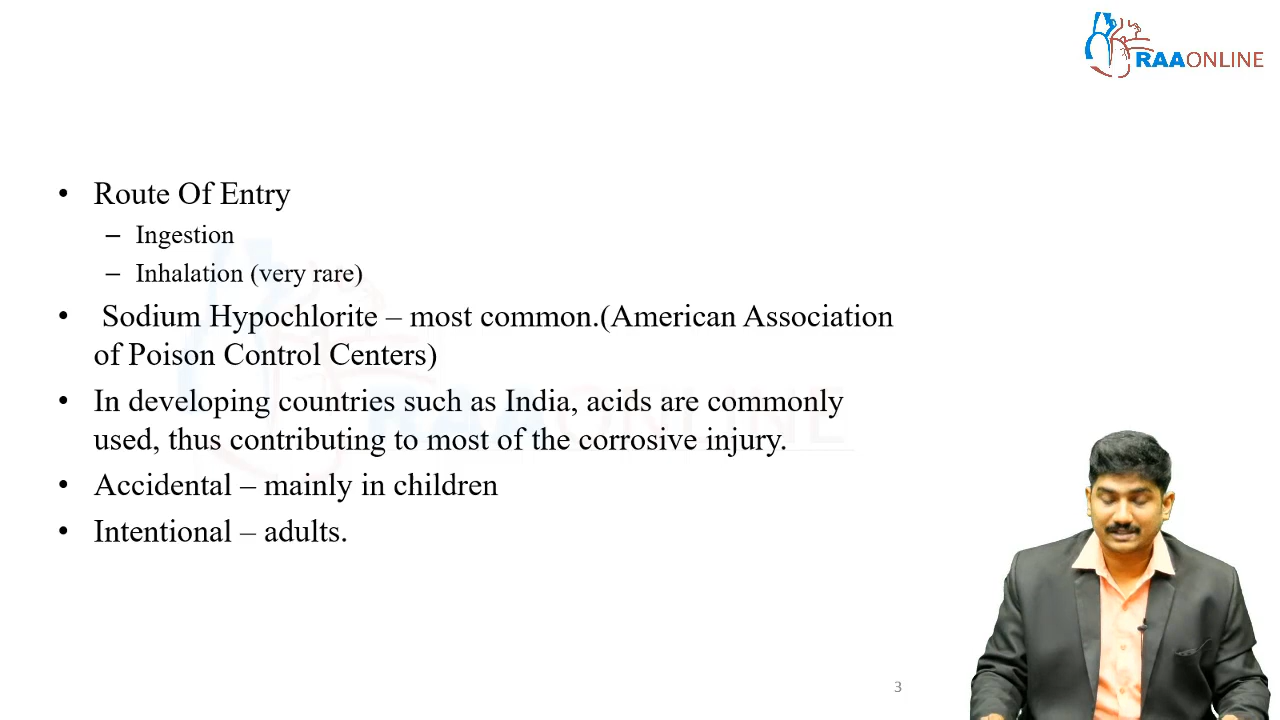 RAAONLINE
• Route Of Entry
– Ingestion
– Inhalation (very rare)
• Sodium Hypochlorite – most common.(American Association
of Poison Control Centers)
• In developing countries such as India, acids are commonly
used, thus contributing to most of the corrosive injury.
• Accidental – mainly in children
• Intentional – adults.
3